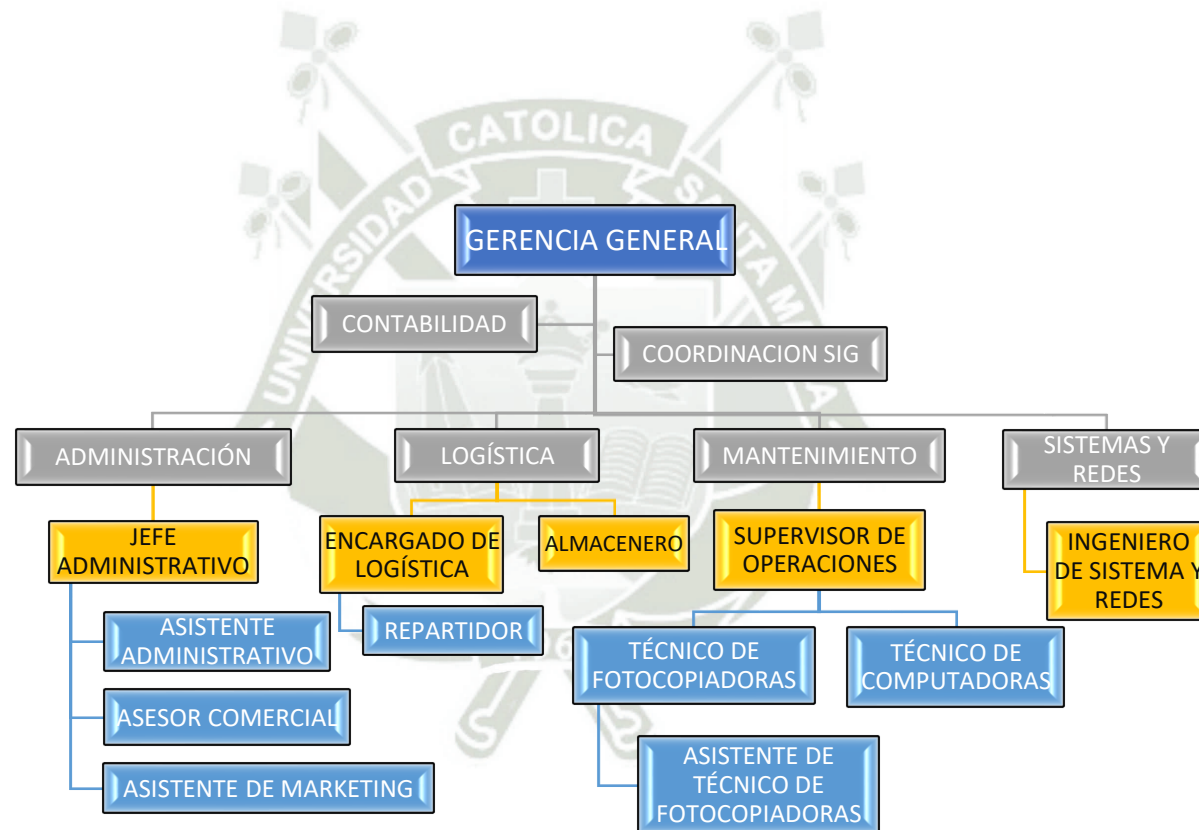 UNIVERSIDAD CATOLICA SANTA MARIA
GERENCIA GENERAL
CONTABILIDAD
COORDINACION SIG
ADMINISTRACIÓN
LOGÍSTICA
MANTENIMIENTO
SISTEMAS Y
REDES
JEFE
ADMINISTRATIVO
ENCARGADO DE
LOGÍSTICA
ALMACENERO
SUPERVISOR DE
OPERACIONES
INGENIERO
DE SISTEMA Y
REDES
ASISTENTE
ADMINISTRATIVO
REPARTIDOR
TÉCNICO DE
FOTOCOPIADORAS
TÉCNICO DE
COMPUTADORAS
ASESOR COMERCIAL
ASISTENTE DE MARKETING
ASISTENTE DE
TÉCNICO DE
FOTOCOPIADORAS